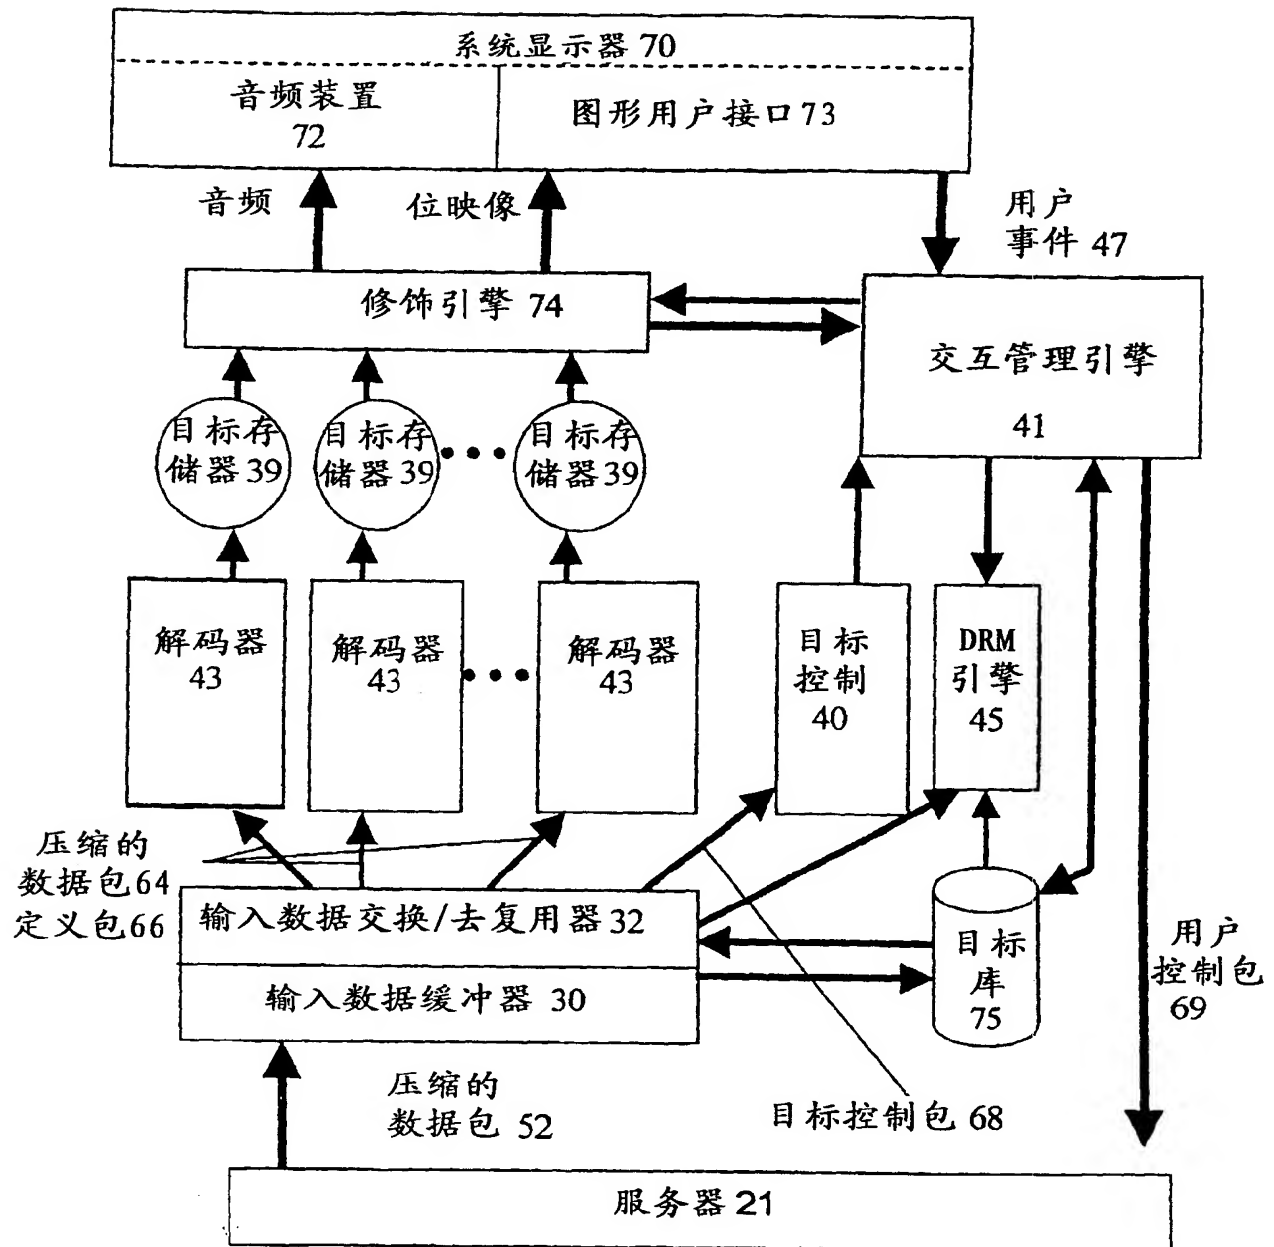 系统显示器 70
音频装置
72
图形用户接口 73
音频
位映像
用户
事件 47
修饰引擎 74
交互管理引擎
41
目标存
储器 39
目标存
储器 39
目标存
储器 39
解码器
43
解码器
43
解码器
43
目标
控制
40
DRM
引擎
45
压缩的
数据包 64
定义包 66
输入数据交换/去复用器 32
输入数据缓冲器 30
目标
库
75
用户
控制包
69
压缩的
数据包 52
目标控制包 68
服务器 21